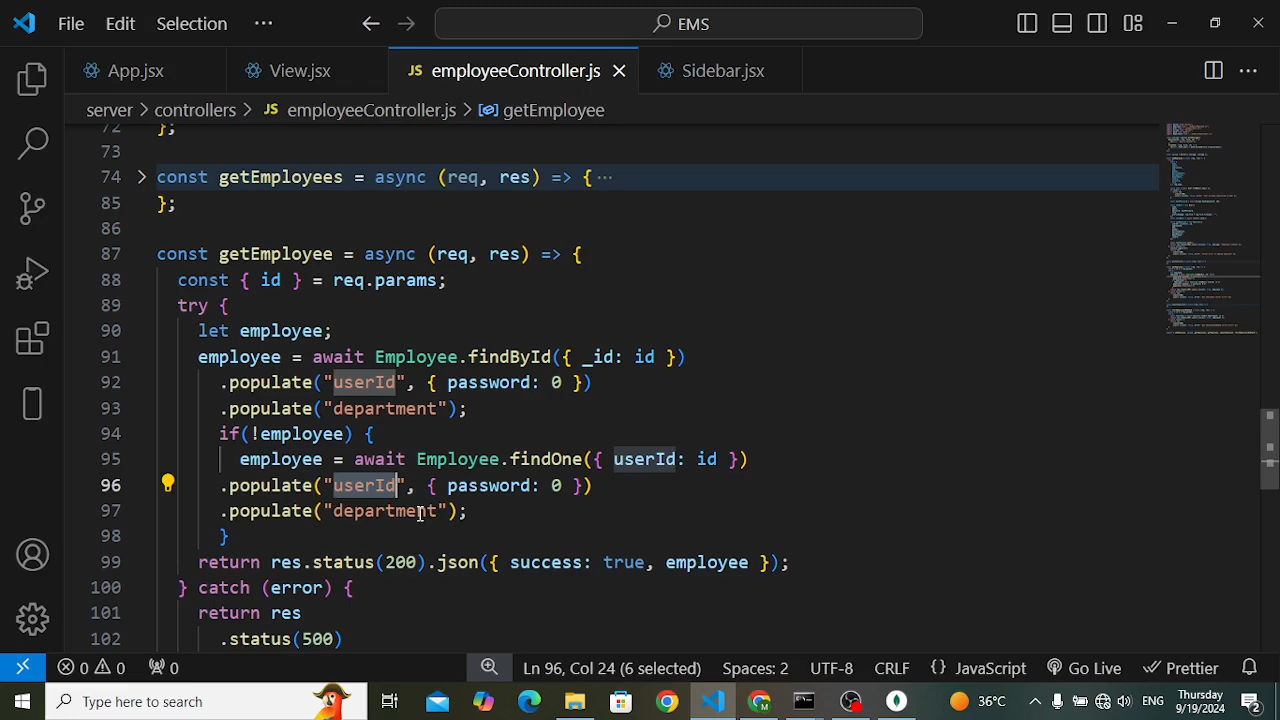 File Edit Selection ··· EMS
App.jsx View.jsx JS employeeController.js Sidebar.jsx ···
server > controllers > JS employeeController.js > getEmployee
72 };
73
74 const getEmployees = async (req, res) => { ···
85 };
86
87 const getEmployee = async (req, res) => {
88 const { id } = req.params;
89 try {
90 let employee;
91 employee = await Employee.findById({ _id: id })
92 .populate("userId", { password: 0 })
93 .populate("department");
94 if(!employee) {
95 employee = await Employee.findOne({ userId: id })
96 .populate("userId", { password: 0 })
97 .populate("department");
98 }
99 return res.status(200).json({ success: true, employee });
100 } catch (error) {
101 return res
102 .status(500)
0 0 0 Ln 96, Col 24 (6 selected) Spaces: 2 UTF-8 CRLF {} JavaScript Go Live Prettier
Type here to search 36°C ENG Thursday
9/19/2024 2